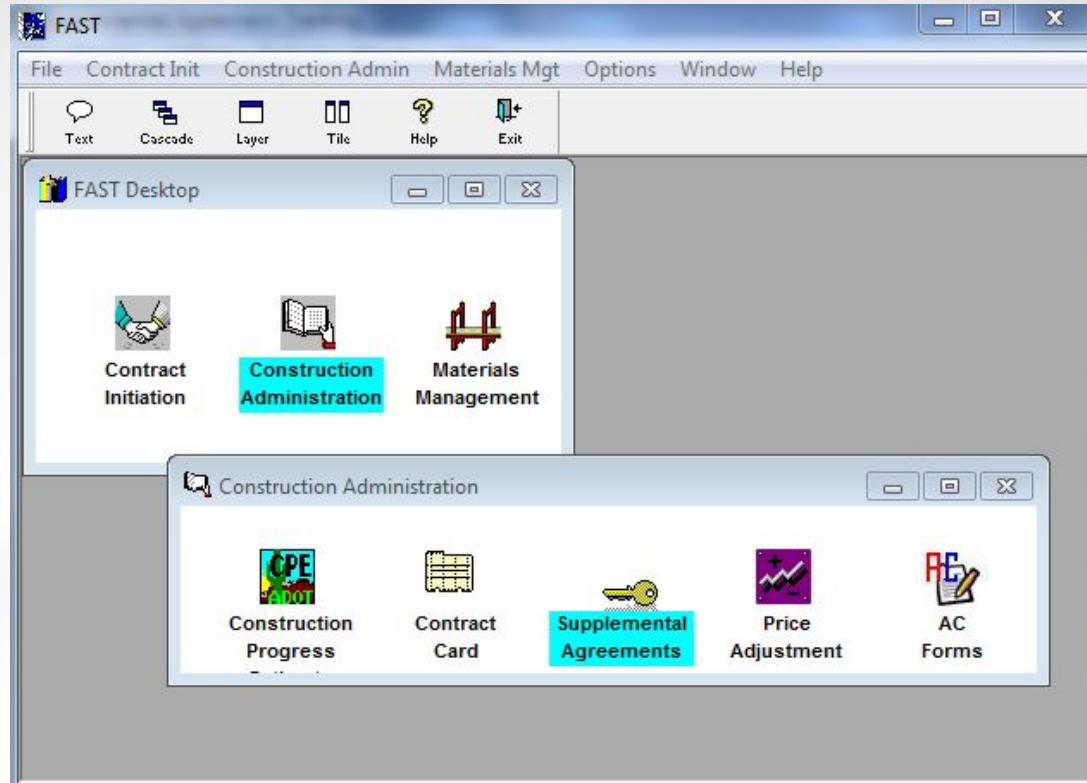 FAST
File Contract Init Construction Admin Materials Mgt Options Window Help
Text Cascade Layer Tile Help Exit
FAST Desktop
Contract
Initiation
Construction
Administration
Materials
Management
Construction Administration
CPE
ADOT
Construction
Progress
Contract
Card
Supplemental
Agreements
Price
Adjustment
AC
AC
Forms